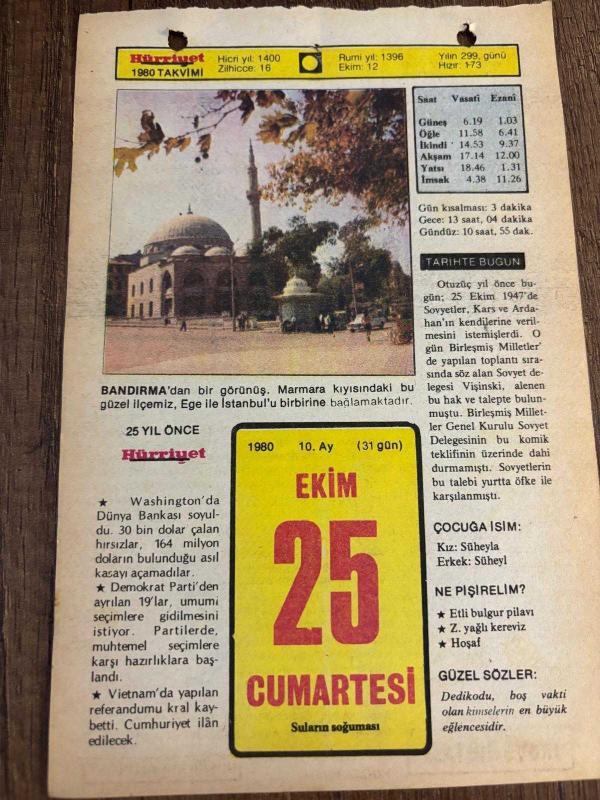 Hürriyet
1980 TAKVİMİ
Hicri yıl: 1400
Zilhicce: 16
Rumi yıl: 1396
Ekim: 12
Yılın 299. günü
Hızır: 173
Saat Vasatî Ezanî
Güneş 6.19 1.03
Öğle 11.58 6.41
İkindi 14.53 9.37
Akşam 17.14 12.00
Yatsı 18.46 1.31
İmsak 4.38 11.26
Gün kısalması: 3 dakika
Gece: 13 saat, 04 dakika
Gündüz: 10 saat, 55 dak.
TARİHTE BUGÜN
Otuzüç yıl önce bu-
gün; 25 Ekim 1947'de
Sovyetler, Kars ve Arda-
han'ın kendilerine veril-
mesini istemişlerdi. O
gün Birleşmiş Milletler'
de yapılan toplantı sıra-
sında söz alan Sovyet de-
legesi Vişinski, alenen
bu hak ve talepte bulun-
muştu. Birleşmiş Millet-
ler Genel Kurulu Sovyet
Delegesinin bu komik
teklifinin üzerinde dahi
durmamıştı. Sovyetlerin
bu talebi yurtta öfke ile
karşılanmıştı.
BANDIRMA'dan bir görünüş. Marmara kıyısındaki bu
güzel ilçemiz, Ege ile İstanbul'u birbirine bağlamaktadır.
25 YIL ÖNCE
Hürriyet
★ Washington'da
Dünya Bankası soyul-
du. 30 bin dolar çalan
hırsızlar, 164 milyon
doların bulunduğu asıl
kasayı açamadılar.
★ Demokrat Parti'den
ayrılan 19'lar, umumi
seçimlere gidilmesini
istiyor. Partilerde,
muhtemel seçimlere
karşı hazırlıklara baş-
landı.
★ Vietnam'da yapılan
referandumu kral kay-
betti. Cumhuriyet ilân
edilecek.
1980 10. Ay (31 gün)
EKİM
25
CUMARTESİ
Suların soğuması
ÇOCUĞA İSİM:
Kız: Süheyla
Erkek: Süheyl
NE PİŞİRELİM?
★ Etli bulgur pilavı
★ Z. yağlı kereviz
★ Hoşaf
GÜZEL SÖZLER:
Dedikodu, boş vakti
olan kimselerin en büyük
eğlencesidir.